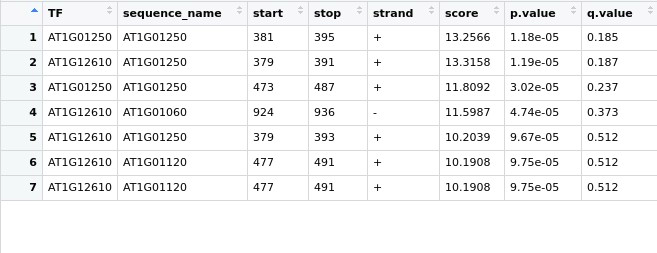 TF sequence_name start stop strand score p.value q.value
1 AT1G01250 AT1G01250 381 395 + 13.2566 1.18e-05 0.185
2 AT1G12610 AT1G01250 379 391 + 13.3158 1.19e-05 0.187
3 AT1G01250 AT1G01250 473 487 + 11.8092 3.02e-05 0.237
4 AT1G12610 AT1G01060 924 936 - 11.5987 4.74e-05 0.373
5 AT1G12610 AT1G01250 379 393 + 10.2039 9.67e-05 0.512
6 AT1G12610 AT1G01120 477 491 + 10.1908 9.75e-05 0.512
7 AT1G12610 AT1G01120 477 491 + 10.1908 9.75e-05 0.512